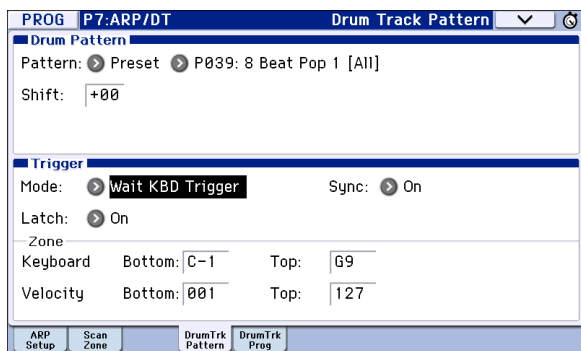 PROG P7:ARP/DT Drum Track Pattern
Drum Pattern
Pattern: Preset P039: 8 Beat Pop 1 [All]
Shift: +00
Trigger
Mode: Wait KBD Trigger Sync: On
Latch: On
Zone
Keyboard Bottom: C-1 Top: G9
Velocity Bottom: 001 Top: 127
ARP Setup Scan Zone DrumTrk Pattern DrumTrk Prog